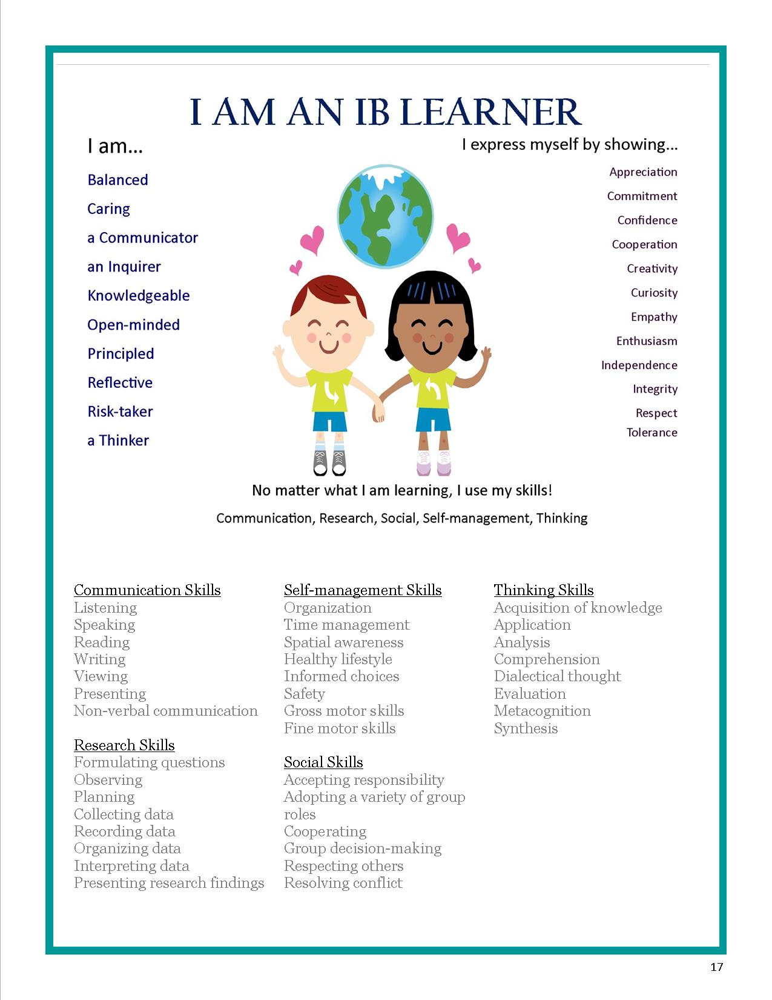 I AM AN IB LEARNER
I am...
Balanced
Caring
a Communicator
an Inquirer
Knowledgeable
Open-minded
Principled
Reflective
Risk-taker
a Thinker
I express myself by showing...
Appreciation
Commitment
Confidence
Cooperation
Creativity
Curiosity
Empathy
Enthusiasm
Independence
Integrity
Respect
Tolerance
No matter what I am learning, I use my skills!
Communication, Research, Social, Self-management, Thinking
Communication Skills
Listening
Speaking
Reading
Writing
Viewing
Presenting
Non-verbal communication
Research Skills
Formulating questions
Observing
Planning
Collecting data
Recording data
Organizing data
Interpreting data
Presenting research findings
Self-management Skills
Organization
Time management
Spatial awareness
Healthy lifestyle
Informed choices
Safety
Gross motor skills
Fine motor skills
Social Skills
Accepting responsibility
Adopting a variety of group
roles
Cooperating
Group decision-making
Respecting others
Resolving conflict
Thinking Skills
Acquisition of knowledge
Application
Analysis
Comprehension
Dialectical thought
Evaluation
Metacognition
Synthesis
17